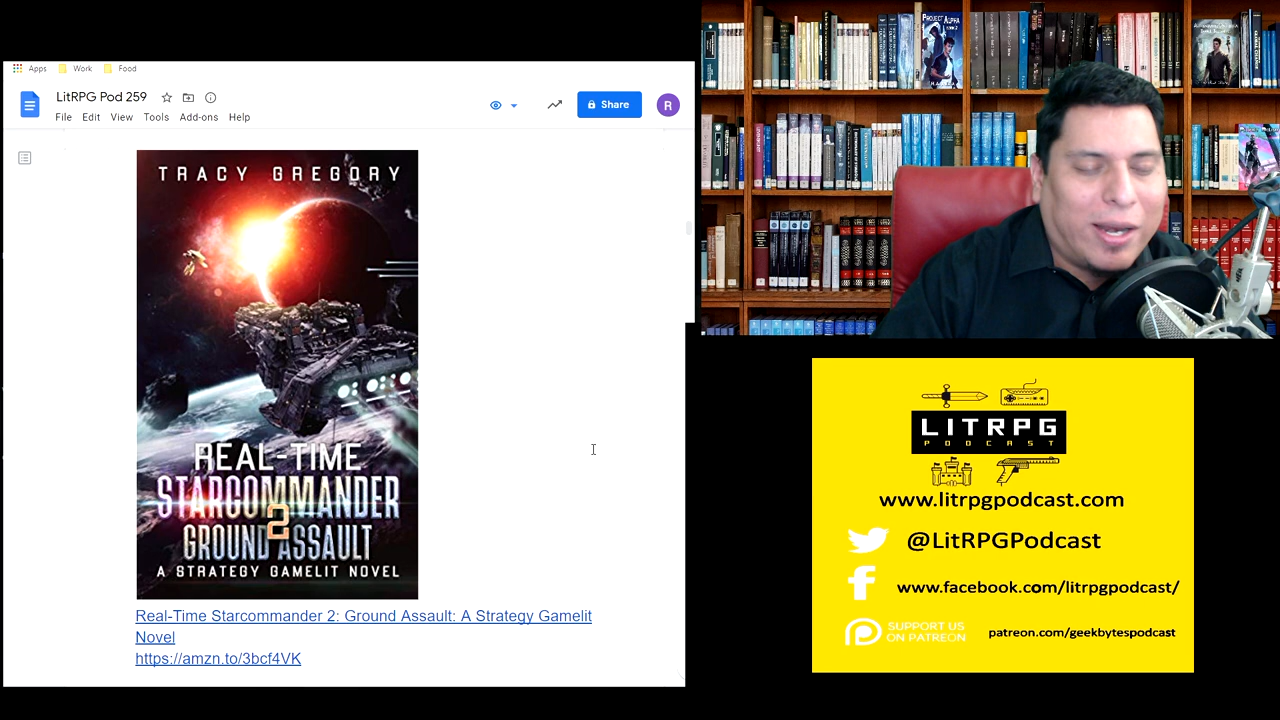 Apps Work Food
LitRPG Pod 259
Share
R
File Edit View Tools Add-ons Help
TRACY GREGORY
REAL-TIME
STARCOMMANDER
2
GROUND ASSAULT
A STRATEGY GAMELIT NOVEL
Real-Time Starcommander 2: Ground Assault: A Strategy Gamelit
Novel
https://amzn.to/3bcf4VK
PROJECT ALPHA
LITRPG
PODCAST
www.litrpgpodcast.com
@LitRPGPodcast
www.facebook.com/litrpgpodcast/
SUPPORT US
ON PATREON
patreon.com/geekbytespodcast